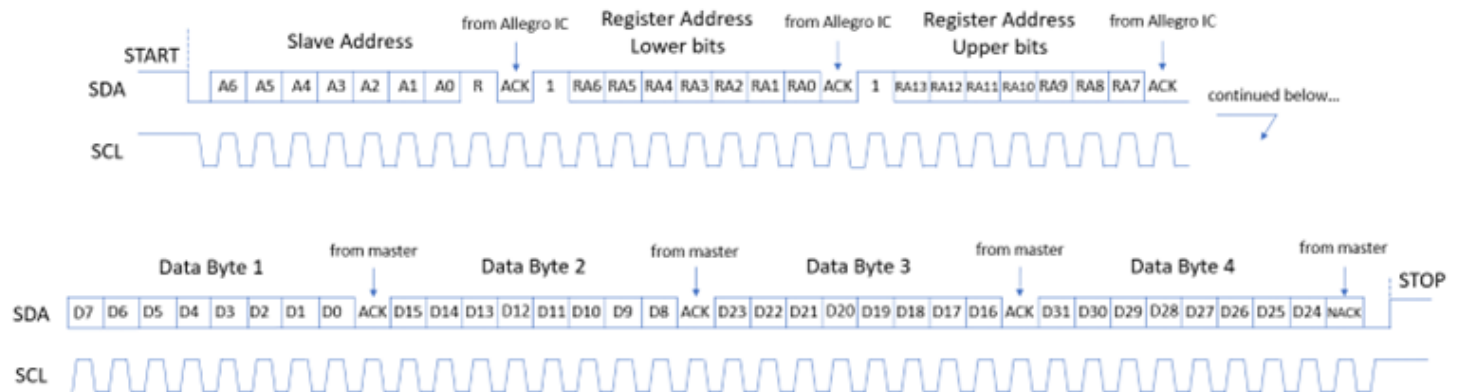 from Allegro IC Register Address from Allegro IC Register Address from Allegro IC
Slave Address Lower bits Upper bits
START
SDA A6 A5 A4 A3 A2 A1 A0 R ACK 1 RA6 RA5 RA4 RA3 RA2 RA1 RA0 ACK 1 RA13 RA12 RA11 RA10 RA9 RA8 RA7 ACK
continued below...
SCL
from master from master from master from master
Data Byte 1 Data Byte 2 Data Byte 3 Data Byte 4
STOP
SDA D7 D6 D5 D4 D3 D2 D1 D0 ACK D15 D14 D13 D12 D11 D10 D9 D8 ACK D23 D22 D21 D20 D19 D18 D17 D16 ACK D31 D30 D29 D28 D27 D26 D25 D24 NACK
SCL